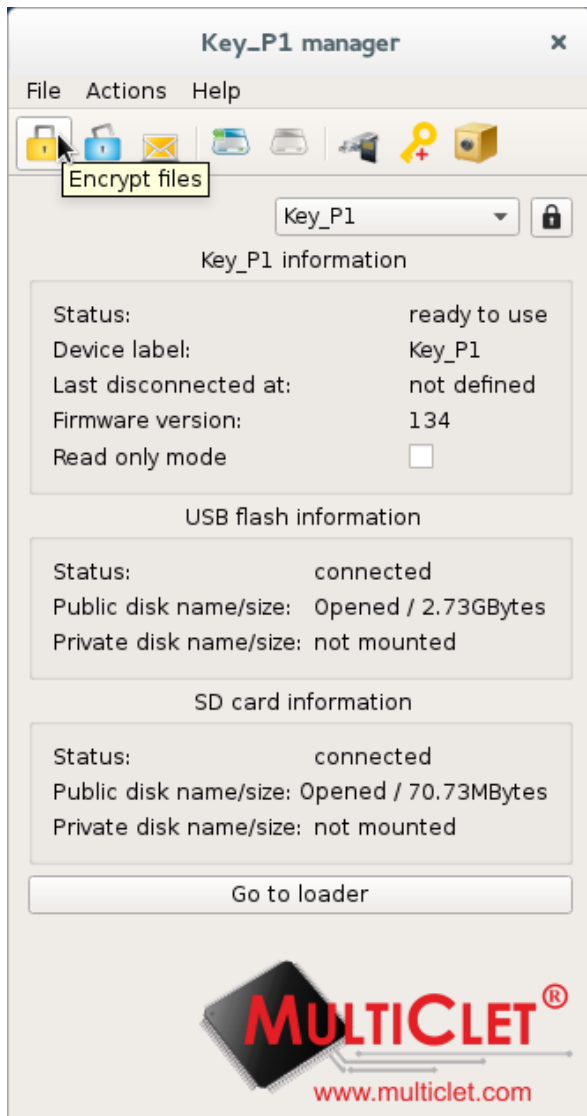 Key_P1 manager ×
File Actions Help
Encrypt files
Key_P1
Key_P1 information
Status: ready to use
Device label: Key_P1
Last disconnected at: not defined
Firmware version: 134
Read only mode
USB flash information
Status: connected
Public disk name/size: Opened / 2.73GBytes
Private disk name/size: not mounted
SD card information
Status: connected
Public disk name/size: Opened / 70.73MBytes
Private disk name/size: not mounted
Go to loader
MULTICLET®
www.multiclet.com